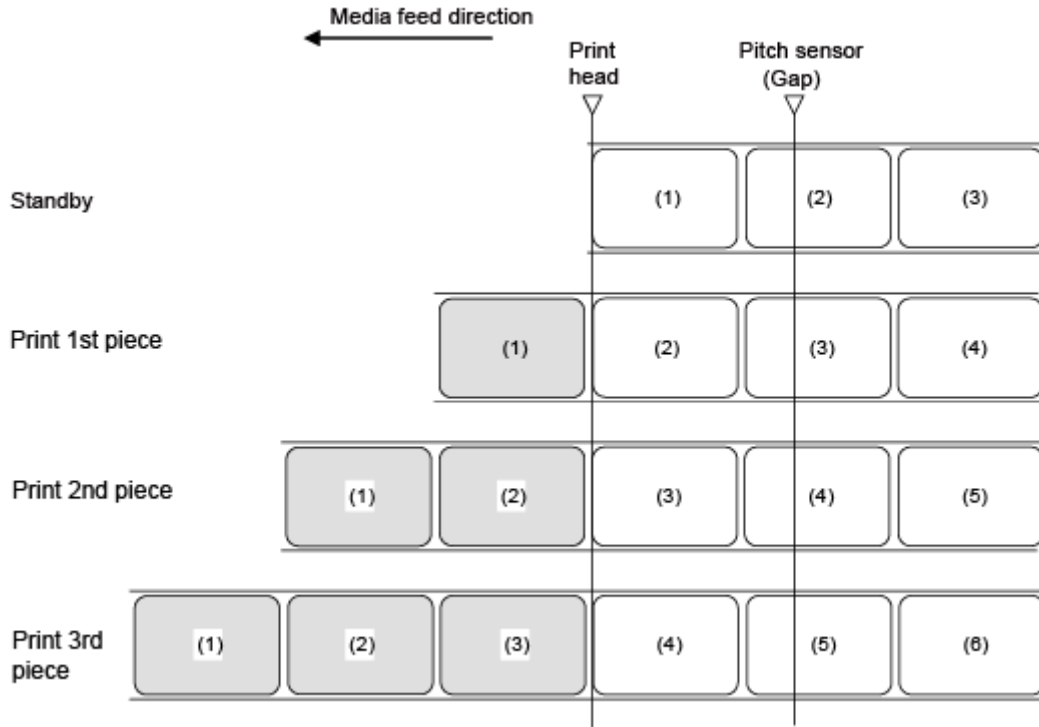 Media feed direction
Print
head
Pitch sensor
(Gap)
Standby
(1)
(2)
(3)
Print 1st piece
(1)
(2)
(3)
(4)
Print 2nd piece
(1)
(2)
(3)
(4)
(5)
Print 3rd
piece
(1)
(2)
(3)
(4)
(5)
(6)